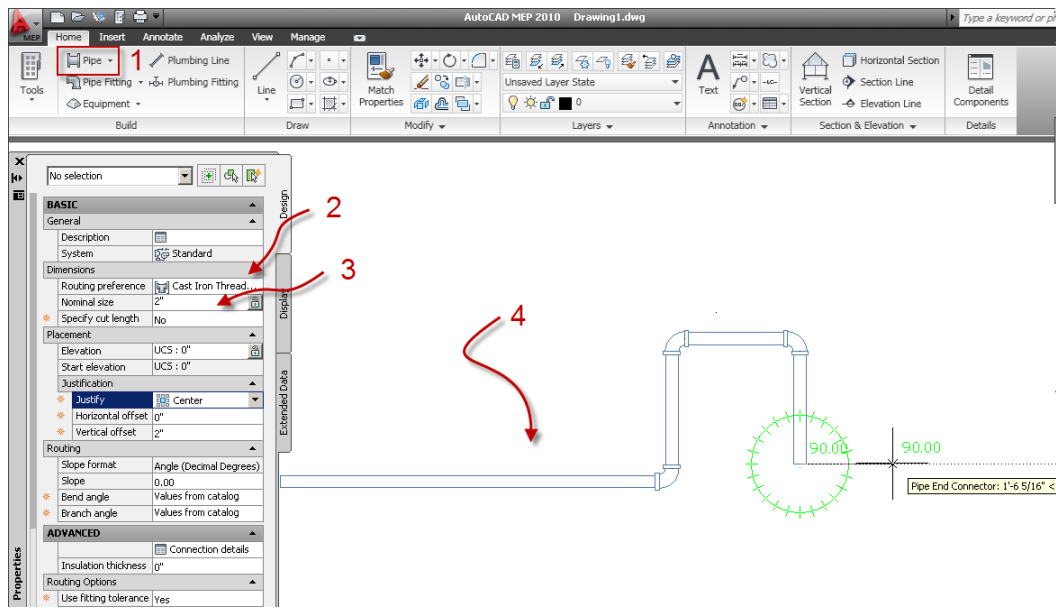 AutoCAD MEP 2010 Drawing1.dwg
Type a keyword or
MEP Home Insert Annotate Analyze View Manage
Pipe 1 Plumbing Line
Pipe Fitting Plumbing Fitting
Equipment
Tools
Line
Match Properties
Unsaved Layer State
0
Text
Vertical Section
Horizontal Section
Section Line
Elevation Line
Detail Components
Build Draw Modify Layers Annotation Section & Elevation Details
No selection
BASIC
General
Description
System Standard
Dimensions
Routing preference Cast Iron Thread...
Nominal size 2"
Specify cut length No
Placement
Elevation UCS : 0"
Start elevation UCS : 0"
Justification
Justify Center
Horizontal offset 0"
Vertical offset 2"
Routing
Slope format Angle (Decimal Degrees)
Slope 0.00
Bend angle Values from catalog
Branch angle Values from catalog
ADVANCED
Connection details
Insulation thickness 0"
Routing Options
Use fitting tolerance Yes
Properties
Design
Display
Extended Data
2
3
4
90.00 90.00
Pipe End Connector: 1'-6 5/16" <